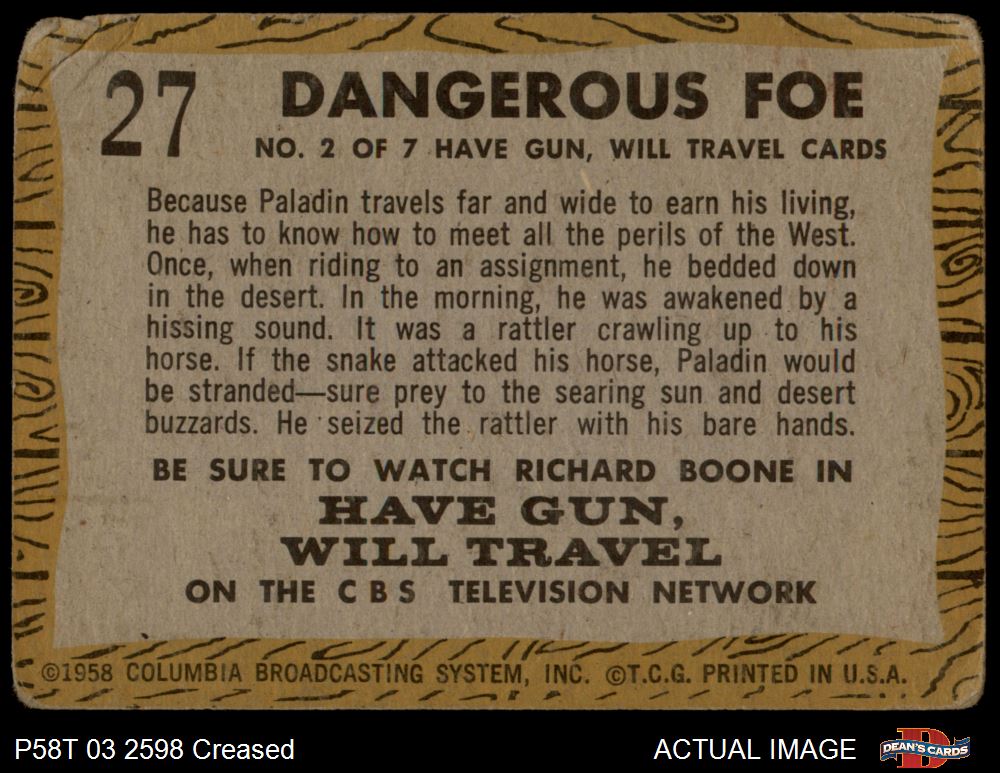 27 DANGEROUS FOE
NO. 2 OF 7 HAVE GUN, WILL TRAVEL CARDS
Because Paladin travels far and wide to earn his living,
he has to know how to meet all the perils of the West.
Once, when riding to an assignment, he bedded down
in the desert. In the morning, he was awakened by a
hissing sound. It was a rattler crawling up to his
horse. If the snake attacked his horse, Paladin would
be stranded—sure prey to the searing sun and desert
buzzards. He seized the rattler with his bare hands.
BE SURE TO WATCH RICHARD BOONE IN
HAVE GUN,
WILL TRAVEL
ON THE C B S TELEVISION NETWORK
©1958 COLUMBIA BROADCASTING SYSTEM, INC. ©T.C.G. PRINTED IN U.S.A.
P58T 03 2598 Creased ACTUAL IMAGE DEAN'S CARDS